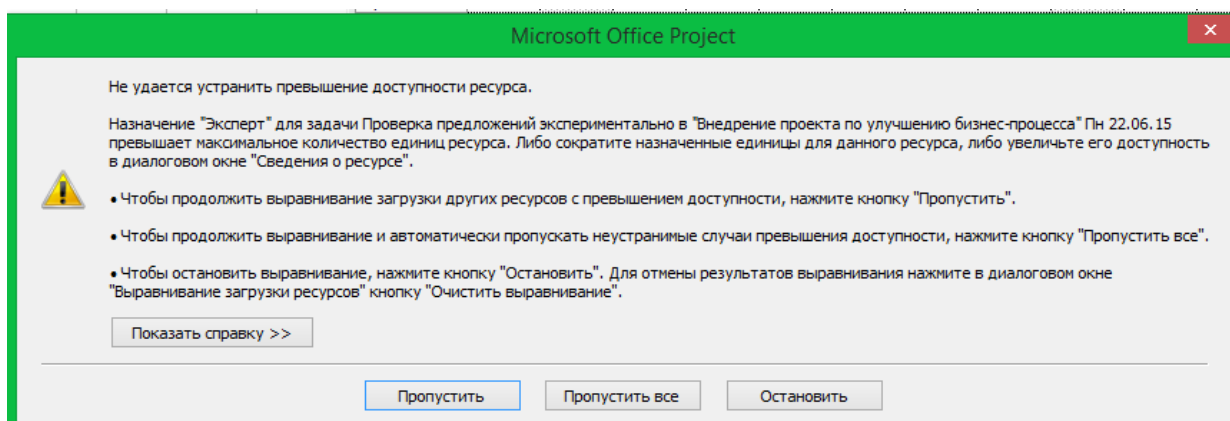 Microsoft Office Project
Не удается устранить превышение доступности ресурса.
Назначение "Эксперт" для задачи Проверка предложений экспериментально в "Внедрение проекта по улучшению бизнес-процесса" Пн 22.06.15
превышает максимальное количество единиц ресурса. Либо сократите назначенные единицы для данного ресурса, либо увеличьте его доступность
в диалоговом окне "Сведения о ресурсе".
• Чтобы продолжить выравнивание загрузки других ресурсов с превышением доступности, нажмите кнопку "Пропустить".
• Чтобы продолжить выравнивание и автоматически пропускать неустранимые случаи превышения доступности, нажмите кнопку "Пропустить все".
• Чтобы остановить выравнивание, нажмите кнопку "Остановить". Для отмены результатов выравнивания нажмите в диалоговом окне
"Выравнивание загрузки ресурсов" кнопку "Очистить выравнивание".
Показать справку >>
Пропустить
Пропустить все
Остановить